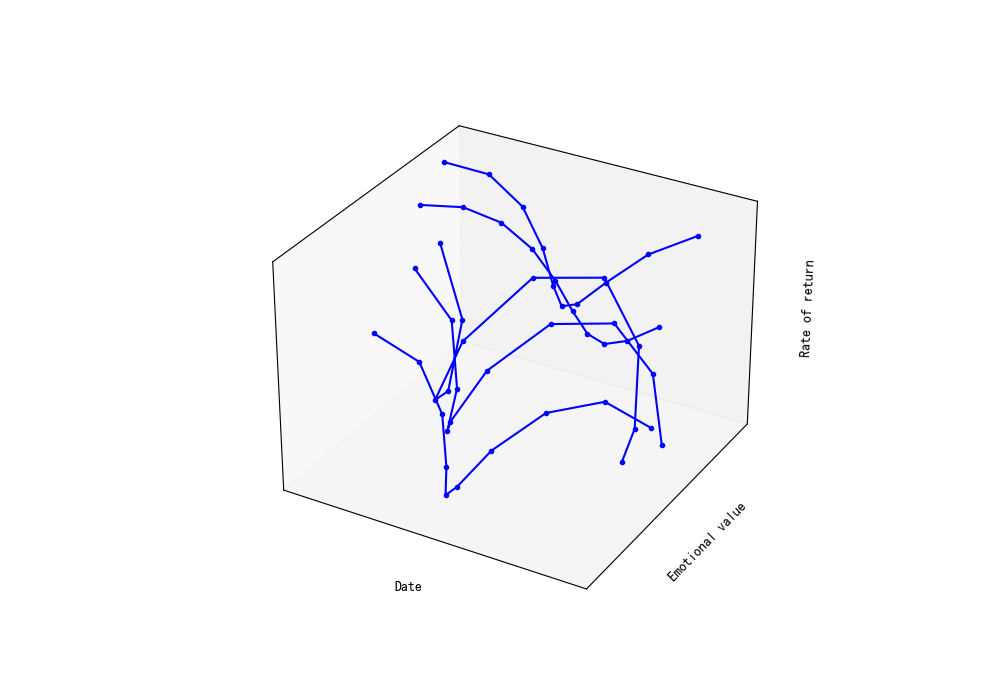 Rate of return
Emotional value
Date